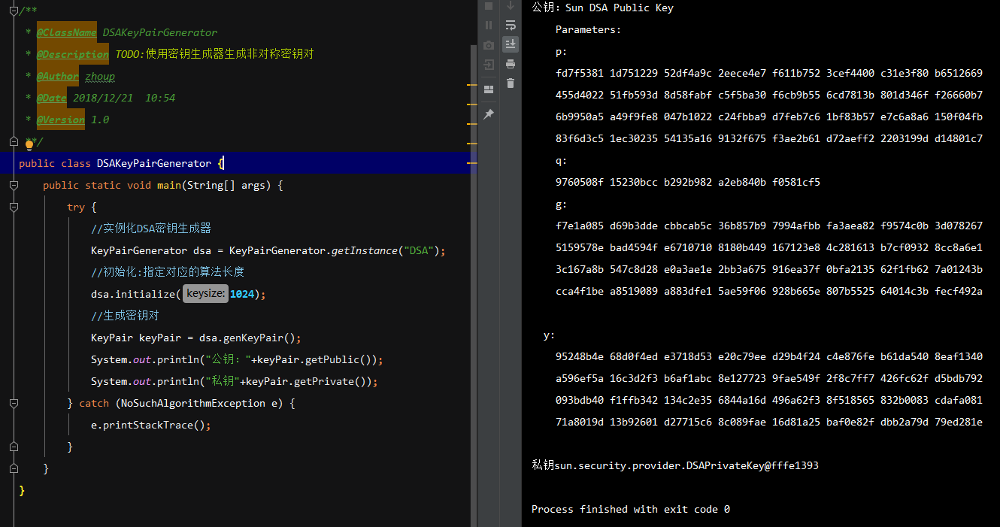 /**
* @ClassName DSAKeyPairGenerator
* @Description TODO:使用密钥生成器生成非对称密钥对
* @Author zhoup
* @Date 2018/12/21  10:54
* @Version 1.0
**/
public class DSAKeyPairGenerator {
public static void main(String[] args) {
try {
//实例化DSA密钥生成器
KeyPairGenerator dsa = KeyPairGenerator.getInstance("DSA");
//初始化:指定对应的算法长度
dsa.initialize( keysize: 1024);
//生成密钥对
KeyPair keyPair = dsa.genKeyPair();
System.out.println("公钥："+keyPair.getPublic());
System.out.println("私钥"+keyPair.getPrivate());
} catch (NoSuchAlgorithmException e) {
e.printStackTrace();
}
}
}
公钥：Sun DSA Public Key
Parameters:
p:
fd7f5381 1d751229 52df4a9c 2eece4e7 f611b752 3cef4400 c31e3f80 b6512669
455d4022 51fb593d 8d58fabf c5f5ba30 f6cb9b55 6cd7813b 801d346f f26660b7
6b9950a5 a49f9fe8 047b1022 c24fbba9 d7feb7c6 1bf83b57 e7c6a8a6 150f04fb
83f6d3c5 1ec30235 54135a16 9132f675 f3ae2b61 d72aeff2 2203199d d14801c7
q:
9760508f 15230bcc b292b982 a2eb840b f0581cf5
g:
f7e1a085 d69b3dde cbbcab5c 36b857b9 7994afbb fa3aea82 f9574c0b 3d078267
5159578e bad4594f e6710710 8180b449 167123e8 4c281613 b7cf0932 8cc8a6e1
3c167a8b 547c8d28 e0a3ae1e 2bb3a675 916ea37f 0bfa2135 62f1fb62 7a01243b
cca4f1be a8519089 a883dfe1 5ae59f06 928b665e 807b5525 64014c3b fecf492a
y:
95248b4e 68d0f4ed e3718d53 e20c79ee d29b4f24 c4e876fe b61da540 8eaf1340
a596ef5a 16c3d2f3 b6af1abc 8e127723 9fae549f 2f8c7ff7 426fc62f d5bdb792
093bdb40 f1ffb342 134c2e35 6844a16d 496a62f3 8f518565 832b0083 cdafa081
71a8019d 13b92601 d27715c6 8c089fae 16d81a25 baf0e82f dbb2a79d 79ed281e
私钥sun.security.provider.DSAPrivateKey@fffe1393
Process finished with exit code 0